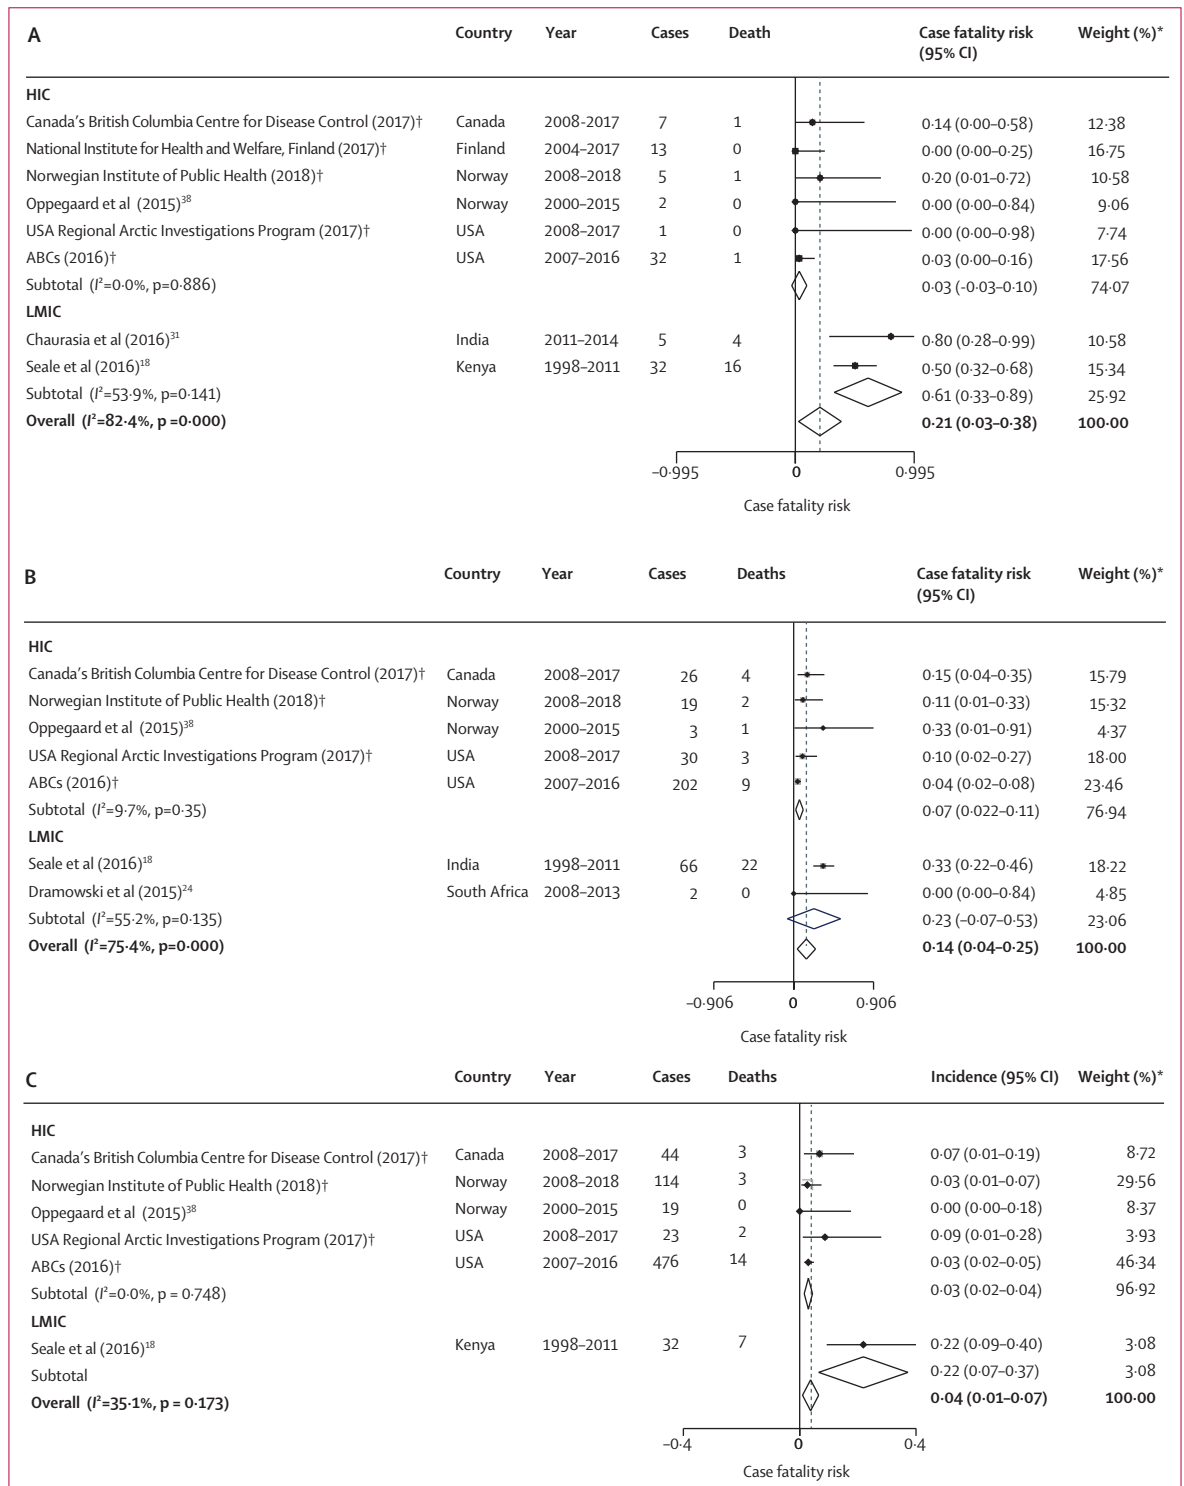 A Country Year Cases Death Case fatality risk Weight (%)*
(95% CI)
HIC
Canada's British Columbia Centre for Disease Control (2017)† Canada 2008-2017 7 1 0·14 (0·00–0·58) 12·38
National Institute for Health and Welfare, Finland (2017)† Finland 2004–2017 13 0 0·00 (0·00–0·25) 16·75
Norwegian Institute of Public Health (2018)† Norway 2008–2018 5 1 0·20 (0·01–0·72) 10·58
Oppegaard et al (2015)³⁸ Norway 2000–2015 2 0 0·00 (0·00–0·84) 9·06
USA Regional Arctic Investigations Program (2017)† USA 2008–2017 1 0 0·00 (0·00–0·98) 7·74
ABCs (2016)† USA 2007–2016 32 1 0·03 (0·00–0·16) 17·56
Subtotal (I²=0·0%, p=0·886) 0·03 (-0·03–0·10) 74·07
LMIC
Chaurasia et al (2016)³¹ India 2011–2014 5 4 0·80 (0·28–0·99) 10·58
Seale et al (2016)¹⁸ Kenya 1998–2011 32 16 0·50 (0·32–0·68) 15·34
Subtotal (I²=53·9%, p=0·141) 0·61 (0·33–0·89) 25·92
Overall (I²=82·4%, p =0·000) 0·21 (0·03–0·38) 100·00
–0·995 0 0·995
Case fatality risk
B Country Year Cases Deaths Case fatality risk Weight (%)*
(95% CI)
HIC
Canada's British Columbia Centre for Disease Control (2017)† Canada 2008–2017 26 4 0·15 (0·04–0·35) 15·79
Norwegian Institute of Public Health (2018)† Norway 2008–2018 19 2 0·11 (0·01–0·33) 15·32
Oppegaard et al (2015)³⁸ Norway 2000–2015 3 1 0·33 (0·01–0·91) 4·37
USA Regional Arctic Investigations Program (2017)† USA 2008–2017 30 3 0·10 (0·02–0·27) 18·00
ABCs (2016)† USA 2007–2016 202 9 0·04 (0·02–0·08) 23·46
Subtotal (I²=9·7%, p=0·35) 0·07 (0·022–0·11) 76·94
LMIC
Seale et al (2016)¹⁸ India 1998–2011 66 22 0·33 (0·22–0·46) 18·22
Dramowski et al (2015)²⁴ South Africa 2008–2013 2 0 0·00 (0·00–0·84) 4·85
Subtotal (I²=55·2%, p=0·135) 0·23 (–0·07–0·53) 23·06
Overall (I²=75·4%, p=0·000) 0·14 (0·04–0·25) 100·00
–0·906 0 0·906
Case fatality risk
C Country Year Cases Deaths Incidence (95% CI) Weight (%)*
HIC
Canada's British Columbia Centre for Disease Control (2017)† Canada 2008–2017 44 3 0·07 (0·01–0·19) 8·72
Norwegian Institute of Public Health (2018)† Norway 2008–2018 114 3 0·03 (0·01–0·07) 29·56
Oppegaard et al (2015)³⁸ Norway 2000–2015 19 0 0·00 (0·00–0·18) 8·37
USA Regional Arctic Investigations Program (2017)† USA 2008–2017 23 2 0·09 (0·01–0·28) 3·93
ABCs (2016)† USA 2007–2016 476 14 0·03 (0·02–0·05) 46·34
Subtotal (I²=0·0%, p = 0·748) 0·03 (0·02–0·04) 96·92
LMIC
Seale et al (2016)¹⁸ Kenya 1998–2011 32 7 0·22 (0·09–0·40) 3·08
Subtotal 0·22 (0·07–0·37) 3·08
Overall (I²=35·1%, p = 0·173) 0·04 (0·01–0·07) 100·00
–0·4 0 0·4
Case fatality risk